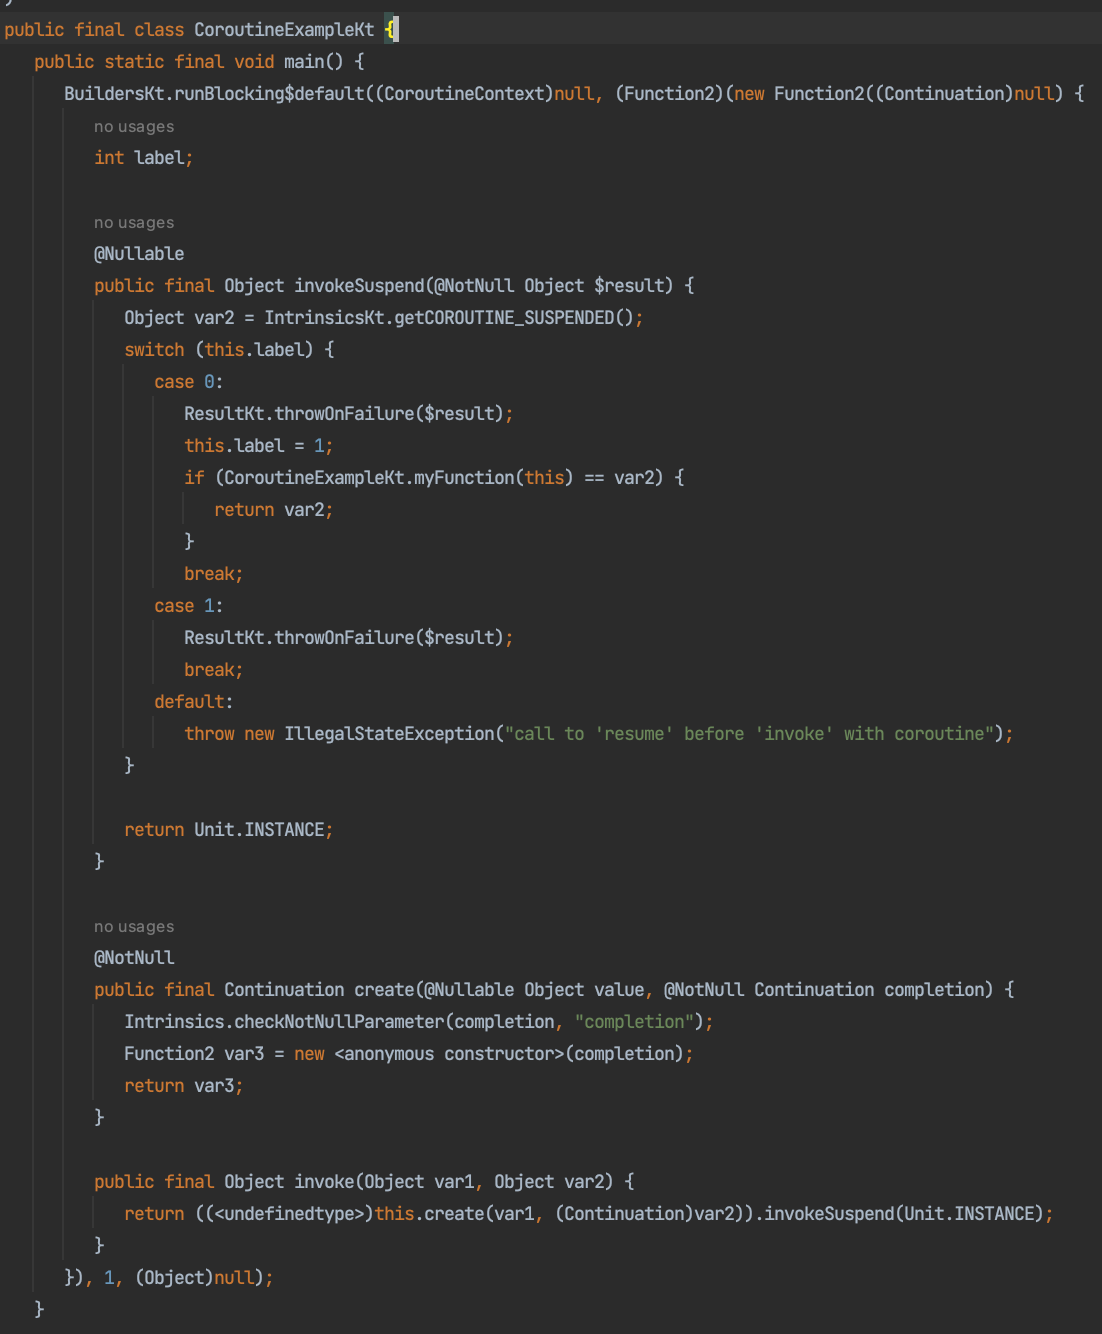 public final class CoroutineExampleKt {
public static final void main() {
BuildersKt.runBlocking$default((CoroutineContext)null, (Function2)(new Function2((Continuation)null) {
no usages
int label;
no usages
@Nullable
public final Object invokeSuspend(@NotNull Object $result) {
Object var2 = IntrinsicsKt.getCOROUTINE_SUSPENDED();
switch (this.label) {
case 0:
ResultKt.throwOnFailure($result);
this.label = 1;
if (CoroutineExampleKt.myFunction(this) == var2) {
return var2;
}
break;
case 1:
ResultKt.throwOnFailure($result);
break;
default:
throw new IllegalStateException("call to 'resume' before 'invoke' with coroutine");
}
return Unit.INSTANCE;
}
no usages
@NotNull
public final Continuation create(@Nullable Object value, @NotNull Continuation completion) {
Intrinsics.checkNotNullParameter(completion, "completion");
Function2 var3 = new <anonymous constructor>(completion);
return var3;
}
public final Object invoke(Object var1, Object var2) {
return ((<undefinedtype>)this.create(var1, (Continuation)var2)).invokeSuspend(Unit.INSTANCE);
}
}), 1, (Object)null);
}